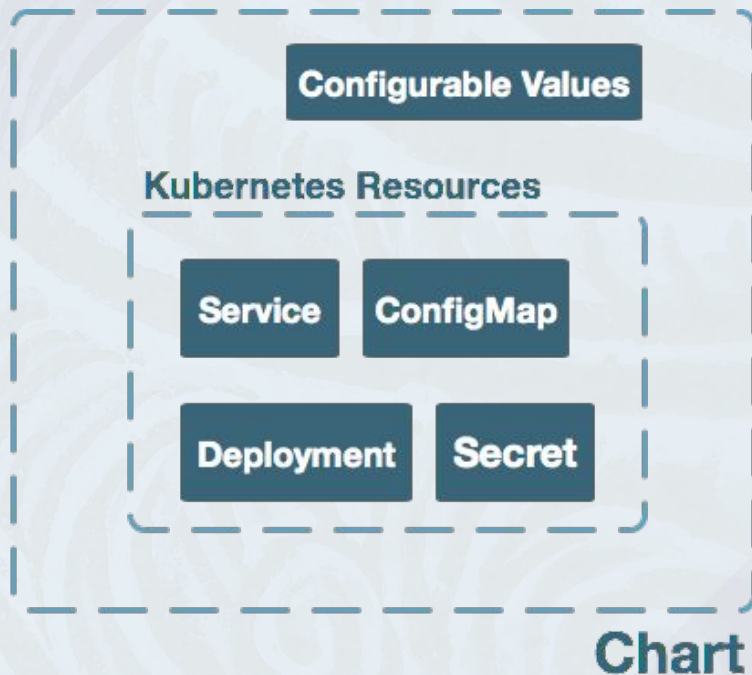 Configurable Values
Kubernetes Resources
Service
ConfigMap
Deployment
Secret
Chart